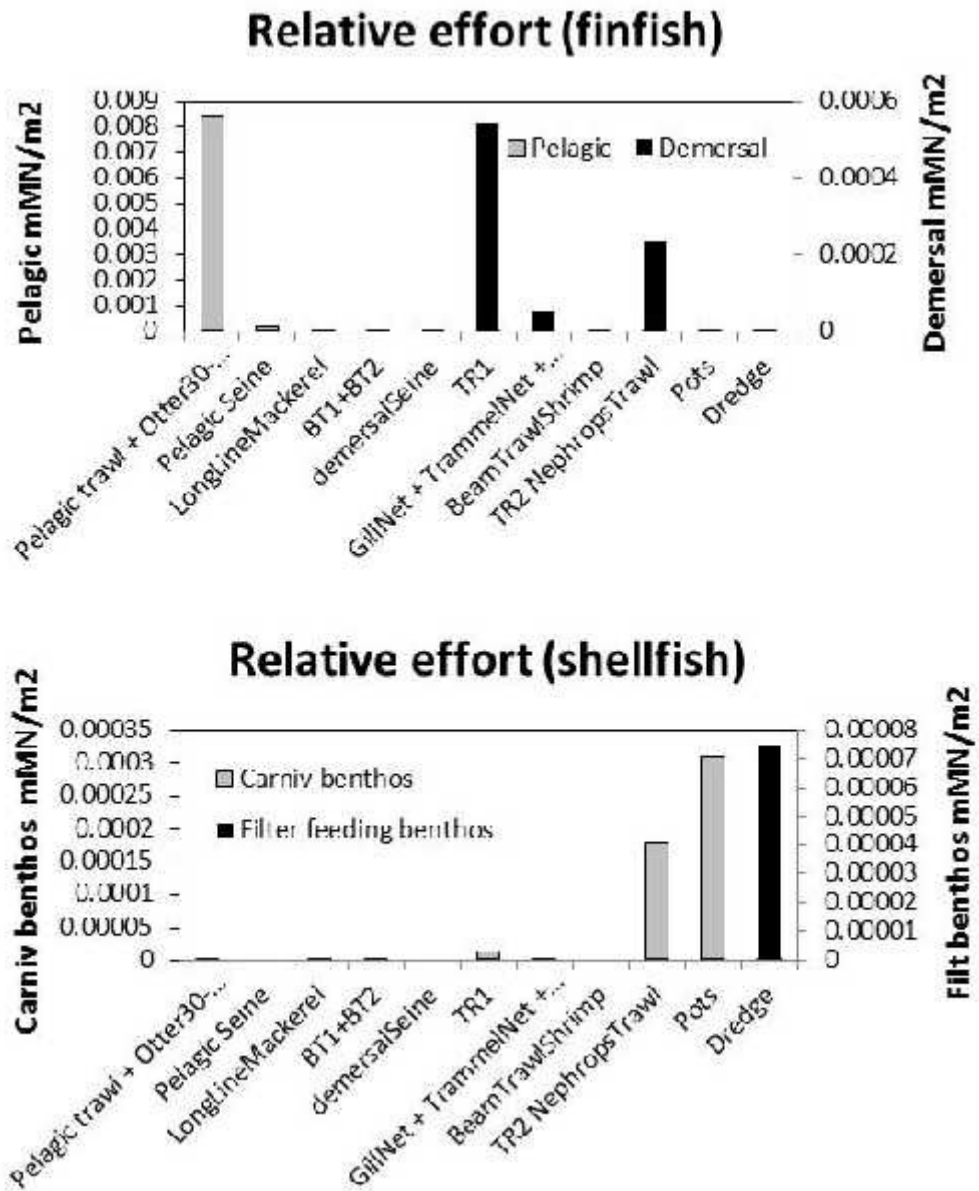 Relative effort (finfish)
Pelagic mMN/m2
0.009
0.008
0.007
0.006
0.005
0.004
0.003
0.002
0.001
0
Pelagic
Demersal
0.0006
0.0004
0.0002
0
Demersal mMN/m2
Pelagic trawl + Otter30-...
Pelagic Seine
LongLineMackerel
BT1+BT2
demersalSeine
TR1
GillNet + TrammelNet +...
BeamTrawlShrimp
TR2 NephropsTrawl
Pots
Dredge
Relative effort (shellfish)
Carniv benthos mMN/m2
0.00035
0.0003
0.00025
0.0002
0.00015
0.0001
0.00005
0
Carniv benthos
Filter feeding benthos
0.00008
0.00007
0.00006
0.00005
0.00004
0.00003
0.00002
0.00001
0
Filt benthos mMN/m2
Pelagic trawl + Otter30-...
Pelagic Seine
LongLineMackerel
BT1+BT2
demersalSeine
TR1
GillNet + TrammelNet +...
BeamTrawlShrimp
TR2 NephropsTrawl
Pots
Dredge